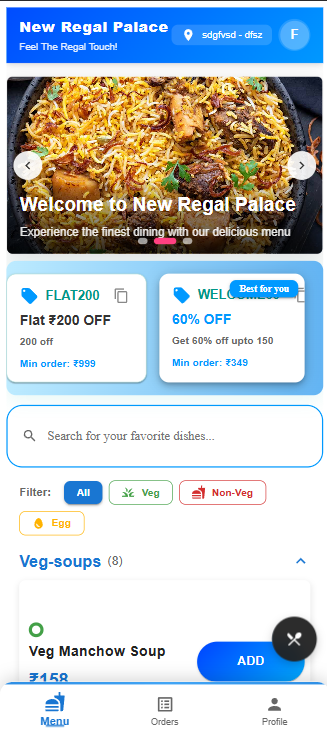 New Regal Palace
Feel The Regal Touch!
sdgfvsd - dfsz
F
Welcome to New Regal Palace
Experience the finest dining with our delicious menu
FLAT200
Flat ₹200 OFF
200 off
Min order: ₹999
Best for you
60% OFF
Get 60% off upto 150
Min order: ₹349
Search for your favorite dishes...
Filter:
All
Veg
Non-Veg
Egg
Veg-soups (8)
Veg Manchow Soup
₹158
ADD
Menu
Orders
Profile